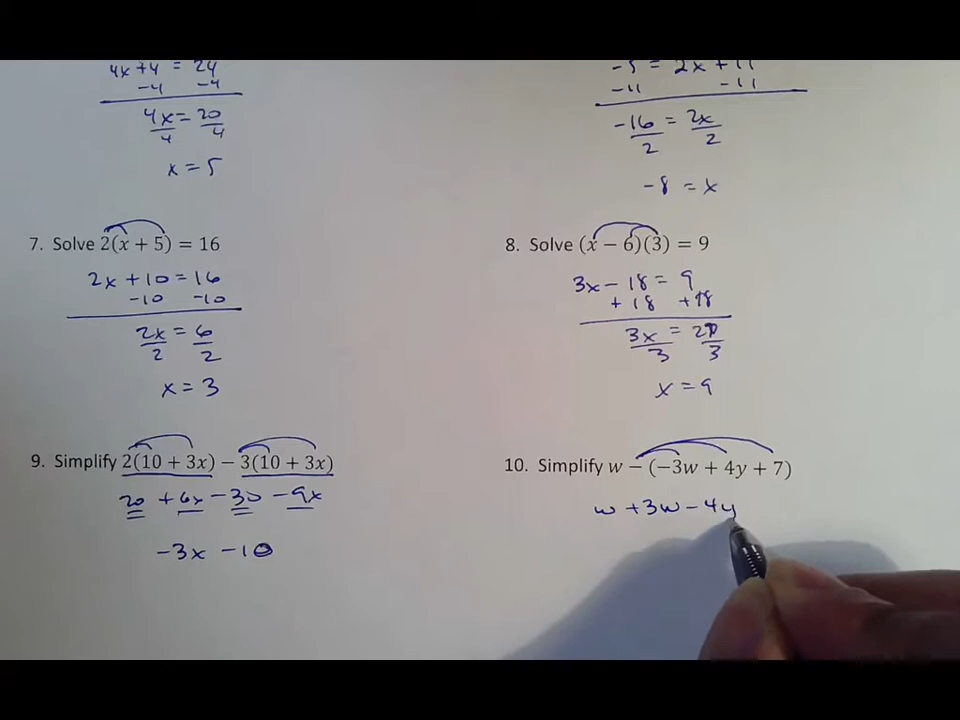 4x+4 = 24
-4 -4
4x = 20
4 4
x = 5
-5 = 2x + 11
-11 -11
-16 = 2x
2 2
-8 = x
7. Solve 2(x + 5) = 16
2x + 10 = 16
-10 -10
2x = 6
2 2
x = 3
8. Solve (x − 6)(3) = 9
3x - 18 = 9
+ 18 +18
3x = 27
3 3
x = 9
9. Simplify 2(10 + 3x) − 3(10 + 3x)
20 + 6x - 30 - 9x
-3x - 10
10. Simplify w − (−3w + 4y + 7)
w + 3w - 4y